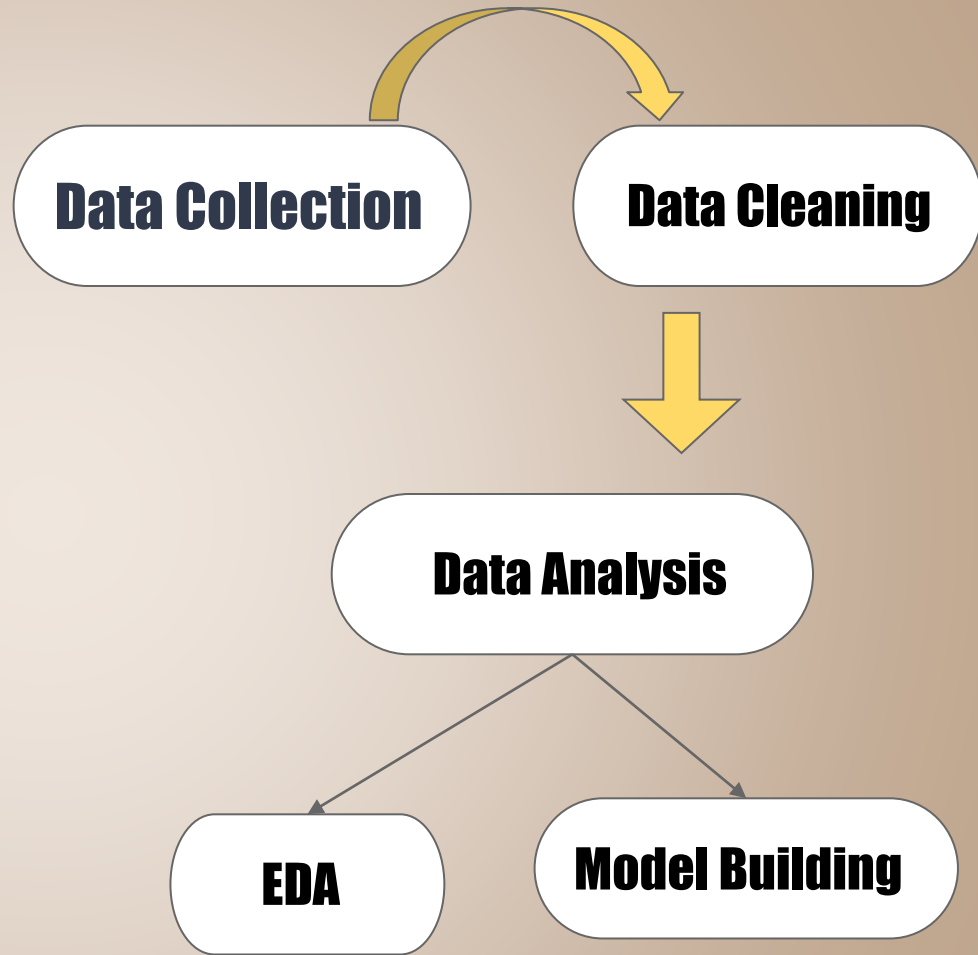 Data Collection
Data Cleaning
Data Analysis
EDA
Model Building